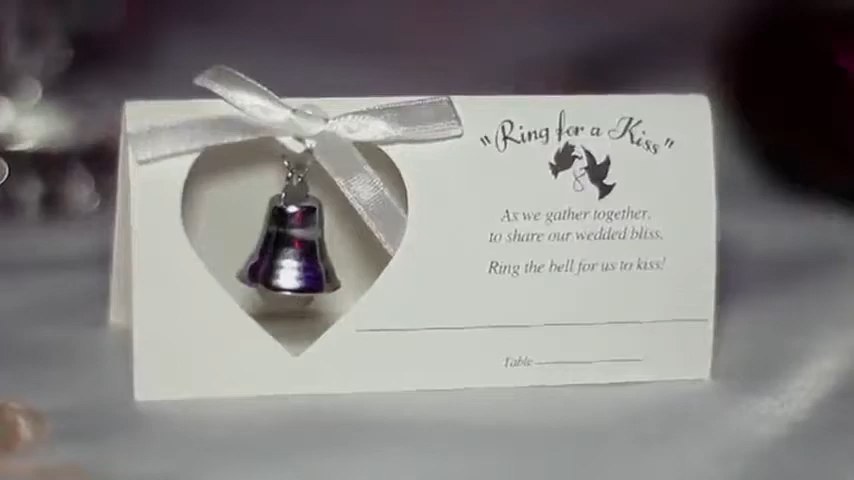 "Ring for a Kiss"
&
As we gather together,
to share our wedded bliss,
Ring the bell for us to kiss!
Table